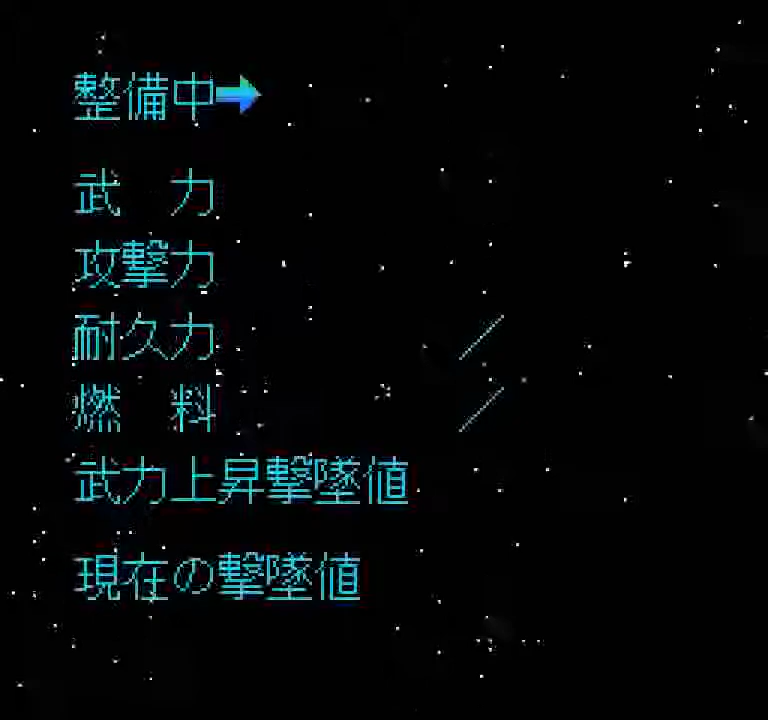 整備中➡
武　力
攻撃力
耐久力　／
燃　料　／
武力上昇撃墜値
現在の撃墜値